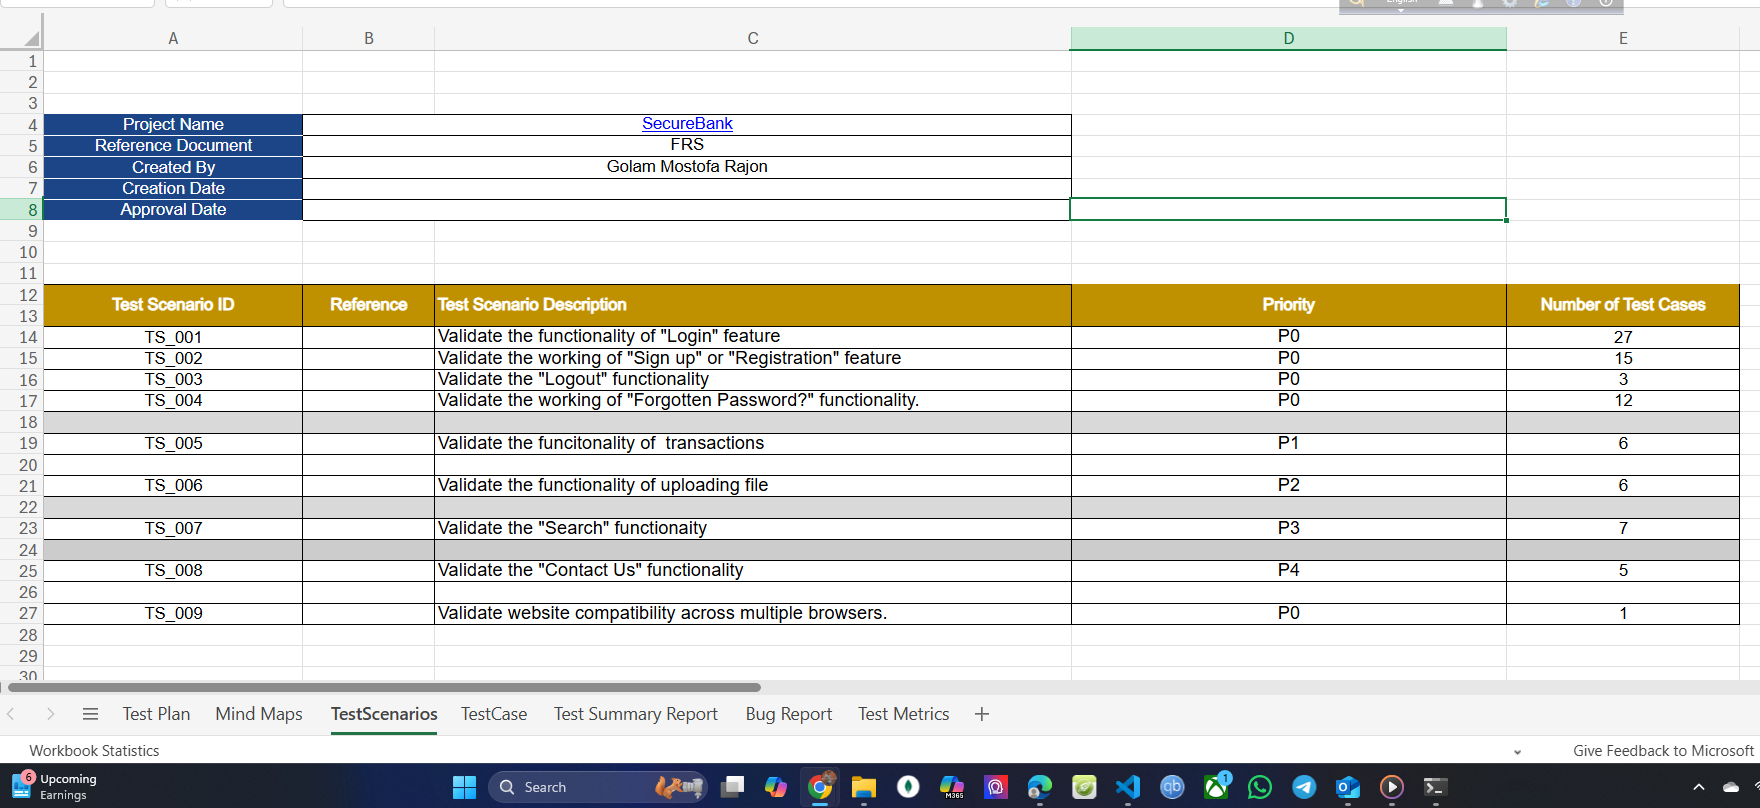 English
A B C D E
1
2
3
4 Project Name SecureBank
5 Reference Document FRS
6 Created By Golam Mostofa Rajon
7 Creation Date
8 Approval Date
9
10
11
12 Test Scenario ID Reference Test Scenario Description Priority Number of Test Cases
13
14 TS_001 Validate the functionality of "Login" feature P0 27
15 TS_002 Validate the working of "Sign up" or "Registration" feature P0 15
16 TS_003 Validate the "Logout" functionality P0 3
17 TS_004 Validate the working of "Forgotten Password?" functionality. P0 12
18
19 TS_005 Validate the funcitonality of  transactions P1 6
20
21 TS_006 Validate the functionality of uploading file P2 6
22
23 TS_007 Validate the "Search" functionaity P3 7
24
25 TS_008 Validate the "Contact Us" functionality P4 5
26
27 TS_009 Validate website compatibility across multiple browsers. P0 1
28
29
30
Test Plan Mind Maps TestScenarios TestCase Test Summary Report Bug Report Test Metrics
Workbook Statistics Give Feedback to Microsoft
6 Upcoming
Earnings
Search
M365
qb
1